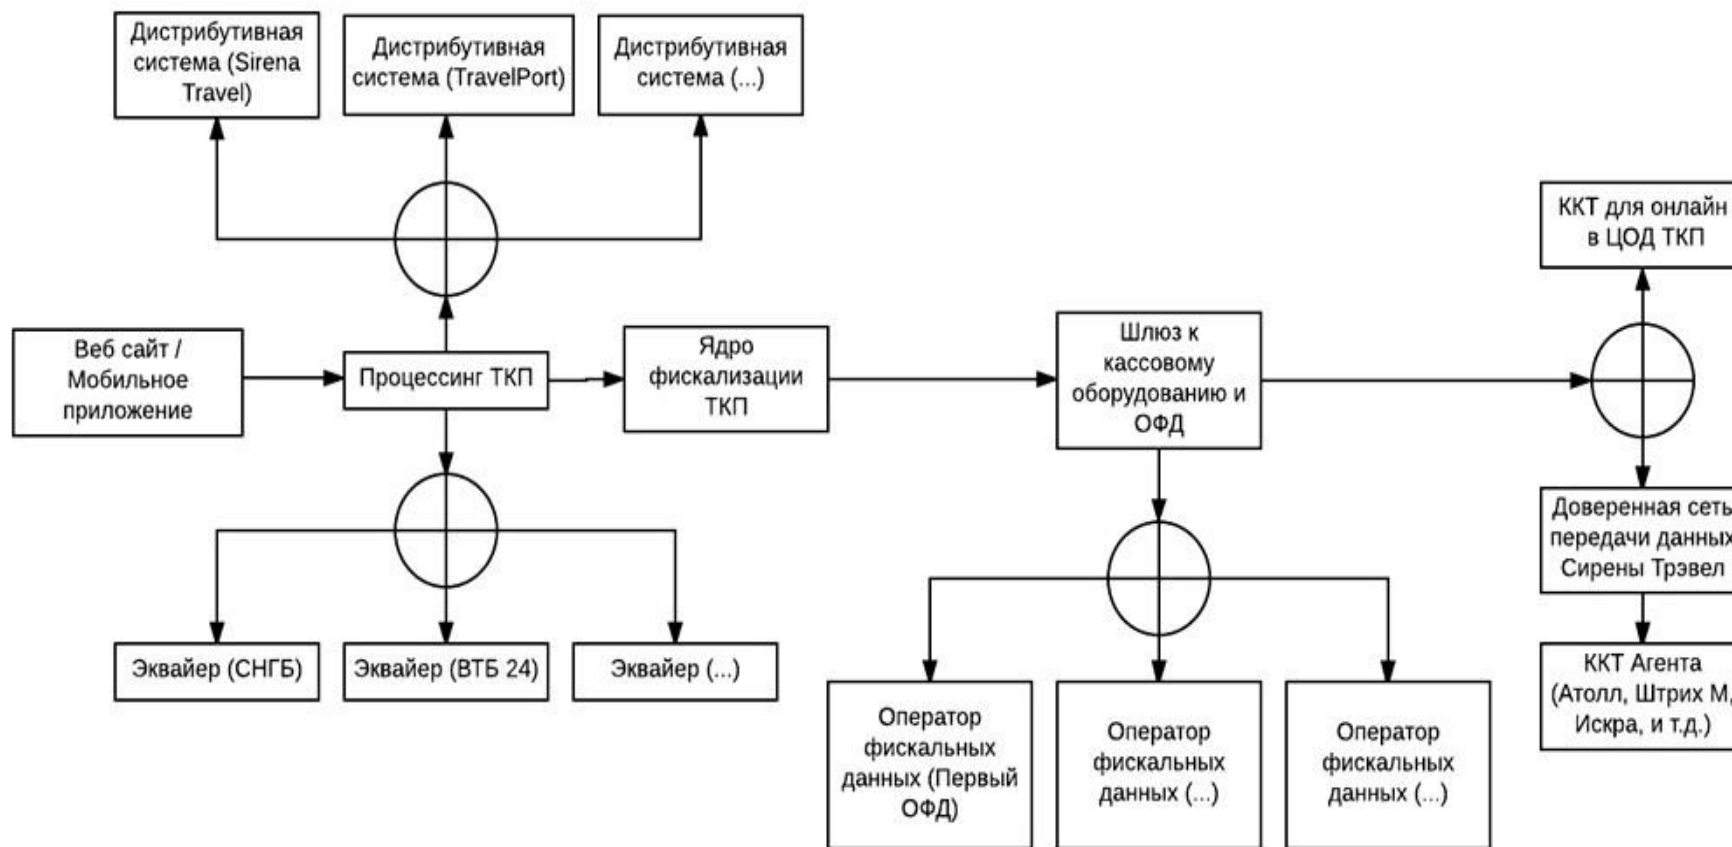 Дистрибутивная
система (Sirena
Travel)
Дистрибутивная
система (TravelPort)
Дистрибутивная
система (...)
ККТ для онлайн
в ЦОД ТКП
Веб сайт /
Мобильное
приложение
Процессинг ТКП
Ядро
фискализации
ТКП
Шлюз к
кассовому
оборудованию и
ОФД
Доверенная сеть
передачи данных
Сирены Трэвел
Эквайер (СНГБ)
Эквайер (ВТБ 24)
Эквайер (...)
ККТ Агента
(Атолл, Штрих М,
Искра, и т.д.)
Оператор
фискальных
данных (Первый
ОФД)
Оператор
фискальных
данных (...)
Оператор
фискальных
данных (...)